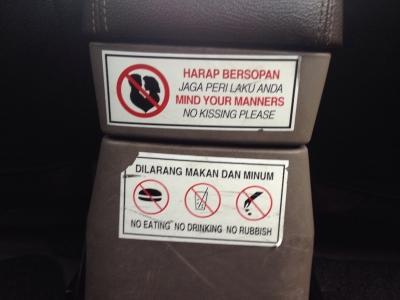 HARAP BERSOPAN
JAGA PERI LAKU ANDA
MIND YOUR MANNERS
NO KISSING PLEASE
DILARANG MAKAN DAN MINUM
NO EATING NO DRINKING NO RUBBISH